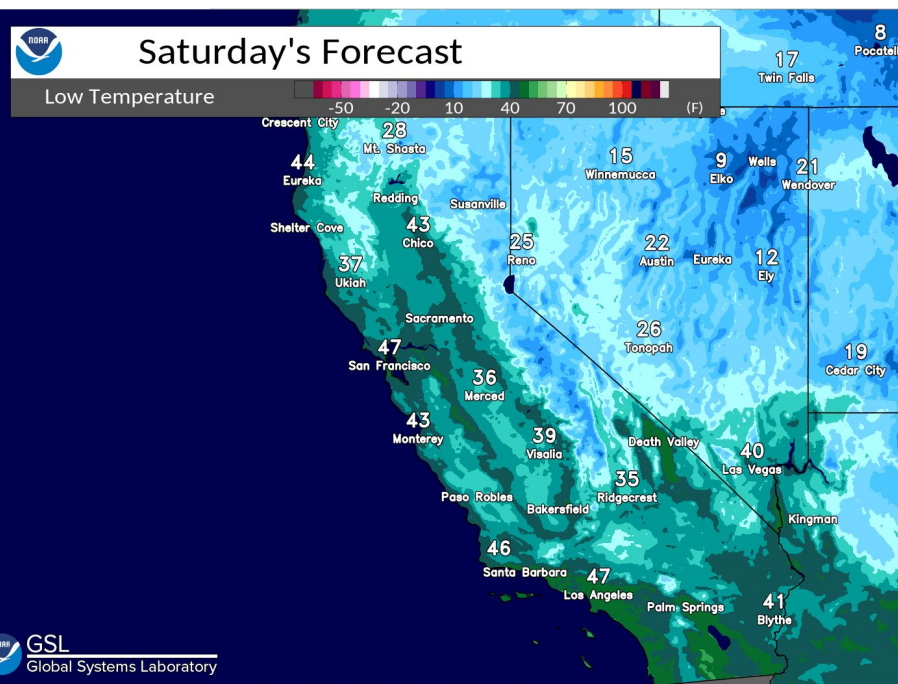 NOAA
Saturday's Forecast
Low Temperature
-50 -20 10 40 70 100 (F)
8
Pocatell
17
Twin Falls
Crescent City
28
Mt. Shasta
44
Eureka
15
Winnemucca
9
Elko
Wells
21
Wendover
Redding
Susanville
Shelter Cove
43
Chico
25
Reno
22
Austin
Eureka
12
Ely
37
Ukiah
Sacramento
26
Tonopah
47
San Francisco
19
Cedar City
36
Merced
43
Monterey
39
Visalia
Death Valley
40
Las Vegas
35
Ridgecrest
Paso Robles
Bakersfield
Kingman
46
Santa Barbara
47
Los Angeles
Palm Springs
41
Blythe
GSL
Global Systems Laboratory